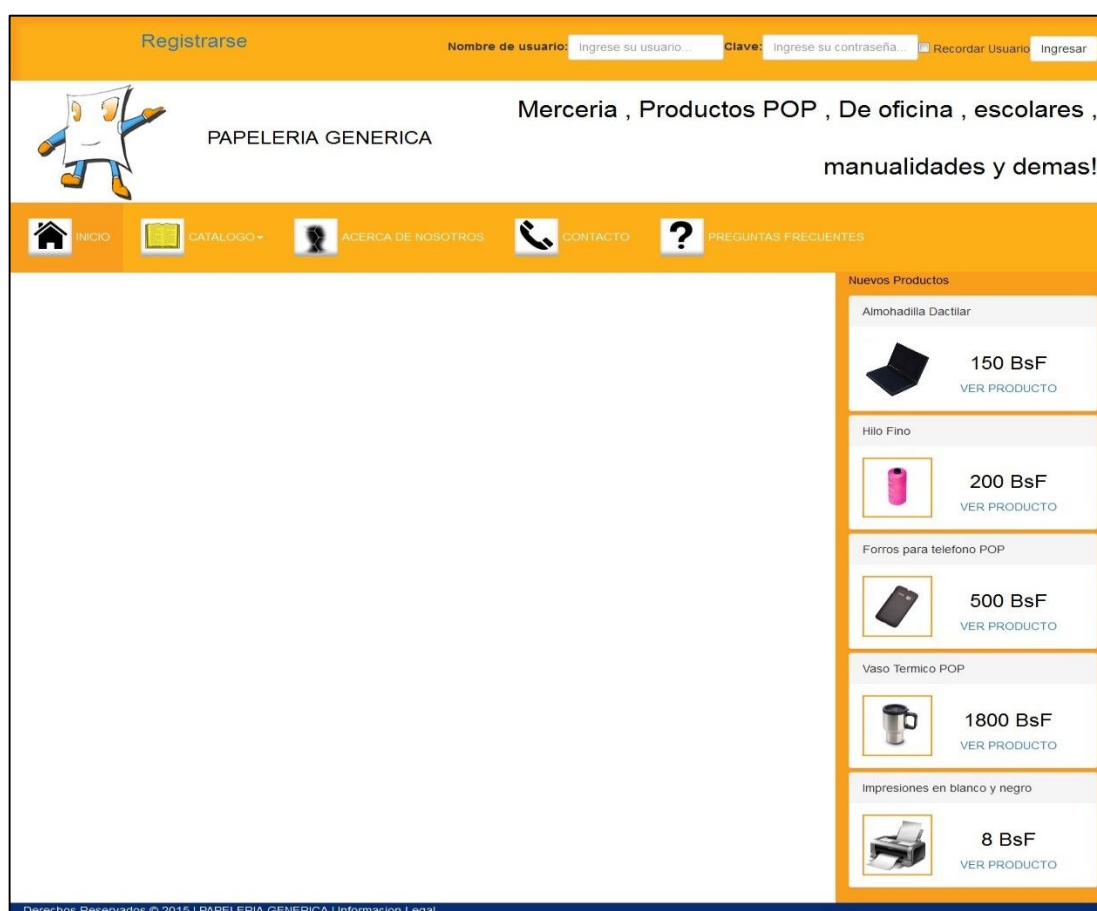 Registrarse
Nombre de usuario: Ingrese su usuario... Clave: Ingrese su contraseña... Recordar Usuario Ingresar
PAPELERIA GENERICA
Merceria , Productos POP , De oficina , escolares ,
manualidades y demas!
INICIO CATALOGO ACERCA DE NOSOTROS CONTACTO ? PREGUNTAS FRECUENTES
Nuevos Productos
Almohadilla Dactilar
150 BsF
VER PRODUCTO
Hilo Fino
200 BsF
VER PRODUCTO
Forros para telefono POP
500 BsF
VER PRODUCTO
Vaso Termico POP
1800 BsF
VER PRODUCTO
Impresiones en blanco y negro
8 BsF
VER PRODUCTO
Derechos Reservados © 2015 | PAPELERIA GENERICA | Informacion Legal